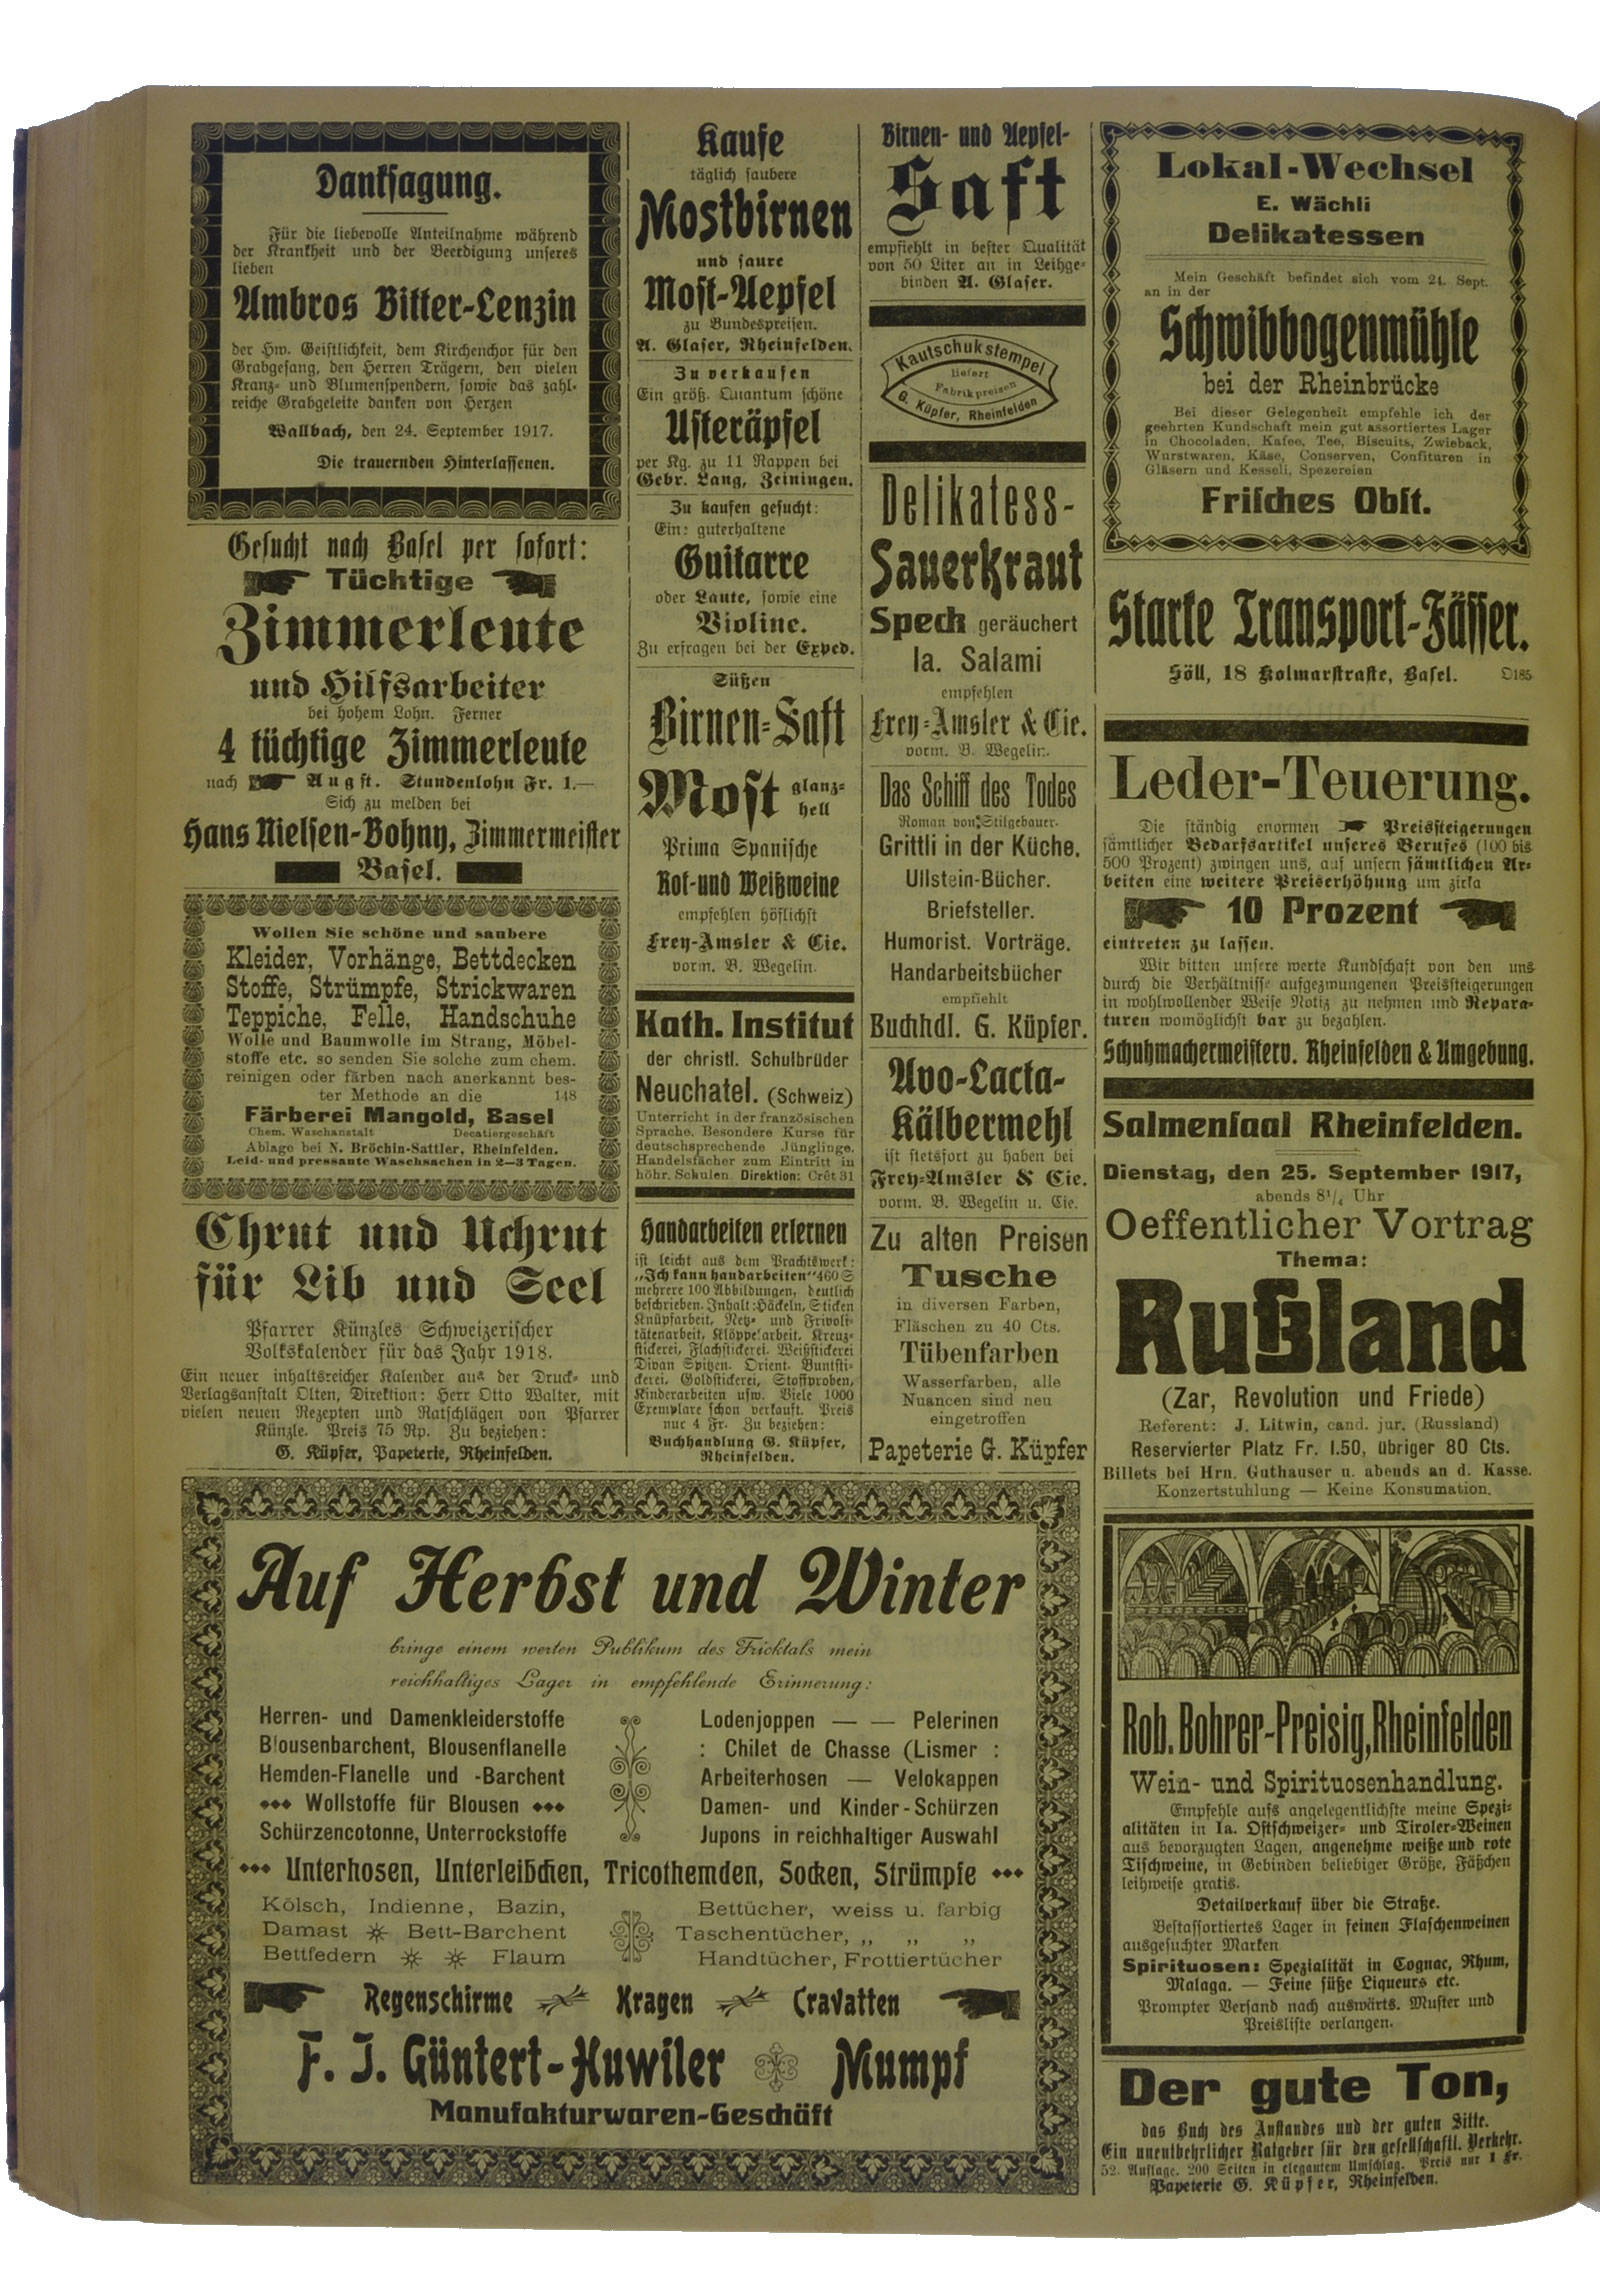 Danksagung.
Für die liebevolle Anteilnahme während
der Krankheit und der Beerdigung unseres
lieben
Ambros Bitter-Lenzin
der Hw. Geistlichkeit, dem Kirchenchor für den
Grabgesang, den Herren Trägern, den vielen
Kranz- und Blumenspendern, sowie das zahl-
reiche Grabgeleite danken von Herzen
Wallbach, den 24. September 1917.
Die trauernden Hinterlassenen.
Gesucht nach Basel per sofort:
Tüchtige
Zimmerleute
und Hilfsarbeiter
bei hohem Lohn. Ferner
4 tüchtige Zimmerleute
nach Augst. Stundenlohn Fr. 1.—
Sich zu melden bei
Hans Nielsen-Bohny, Zimmermeister
Basel.
Wollen Sie schöne und saubere
Kleider, Vorhänge, Bettdecken
Stoffe, Strümpfe, Strickwaren
Teppiche, Felle, Handschuhe
Wolle und Baumwolle im Strang, Möbel-
stoffe etc. so senden Sie solche zum chem.
reinigen oder färben nach anerkannt bes-
ter Methode an die 148
Färberei Mangold, Basel
Chem. Waschanstalt Decatiergeschäft
Ablage bei N. Bröchin-Sattler, Rheinfelden.
Leid- und pressante Waschsachen in 2—3 Tagen.
Chrut und Uchrut
für Lib und Seel
Pfarrer Künzles Schweizerischer
Volkskalender für das Jahr 1918.
Ein neuer inhaltsreicher Kalender aus der Druck- und
Verlagsanstalt Olten, Direktion: Herr Otto Walter, mit
vielen neuen Rezepten und Ratschlägen von Pfarrer
Künzle. Preis 75 Rp. Zu beziehen:
G. Küpfer, Papeterie, Rheinfelden.
Kaufe
täglich saubere
Mostbirnen
und saure
Most-Aepfel
zu Bundespreisen.
A. Glaser, Rheinfelden.
Zu verkaufen
Ein größ. Quantum schöne
Usteräpfel
per Kg. zu 11 Rappen bei
Gebr. Lang, Zeiningen.
Zu kaufen gesucht:
Ein: guterhaltene
Guitarre
oder Laute, sowie eine
Violine.
Zu erfragen bei der Exped.
Süßen
Birnen-Saft
Most glanz-
hell
Prima Spanische
Rot- und Weißweine
empfehlen höflichst
Frey-Amsler & Cie.
vorm. B. Wegelin.
Kath. Institut
der christl. Schulbrüder
Neuchatel. (Schweiz)
Unterricht in der französischen
Sprache. Besondere Kurse für
deutschsprechende Jünglinge.
Handelsfächer zum Eintritt in
höhr. Schulen. Direktion: Crêt 31
Handarbeiten erlernen
ist leicht aus dem Prachtswerk:
„Ich kann handarbeiten" 460 S
mehrere 100 Abbildungen, deutlich
beschrieben. Inhalt: Häckeln, Sticken
Knüpfarbeit, Netz- und Frivoli-
tätenarbeit, Klöppelarbeit, Kreuz-
stickerei, Flachstickerei. Weißstickerei
Divan Spitzen. Orient. Buntsti-
ckerei. Goldstickerei, Stoffproben,
Kinderarbeiten usw. Viele 1000
Exemplare schon verkauft. Preis
nur 4 Fr. Zu beziehen:
Buchhandlung G. Küpfer,
Rheinfelden.
Birnen- und Aepfel-
Saft
empfiehlt in bester Qualität
von 50 Liter an in Leihge-
binden A. Glaser.
Kautschukstempel
liefert
Fabrikpreisen
G. Küpfer, Rheinfelden
Delikatess-
Sauerkraut
Speck geräuchert
Ia. Salami
empfehlen
Frey-Amsler & Cie.
vorm. B. Wegelin.
Das Schiff des Todes
Roman von Stilgebauer.
Grittli in der Küche.
Ullstein-Bücher.
Briefsteller.
Humorist. Vorträge.
Handarbeitsbücher
empfiehlt
Buchhdl. G. Küpfer.
Avo-Lacta-
Kälbermehl
ist stetsfort zu haben bei
Frey-Amsler & Cie.
vorm. B. Wegelin u. Cie.
Zu alten Preisen
Tusche
in diversen Farben,
Fläschen zu 40 Cts.
Tübenfarben
Wasserfarben, alle
Nuancen sind neu
eingetroffen
Papeterie G. Küpfer
Auf Herbst und Winter
bringe einem werten Publikum des Fricktals mein
reichhaltiges Lager in empfehlende Erinnerung:
Herren- und Damenkleiderstoffe
Blousenbarchent, Blousenflanelle
Hemden-Flanelle und -Barchent
Wollstoffe für Blousen
Schürzencotonne, Unterrockstoffe
Lodenjoppen — — Pelerinen
: Chilet de Chasse (Lismer :
Arbeiterhosen — Velokappen
Damen- und Kinder-Schürzen
Jupons in reichhaltiger Auswahl
Unterhosen, Unterleibchen, Tricothemden, Socken, Strümpfe
Kölsch, Indienne, Bazin,
Damast Bett-Barchent
Bettfedern Flaum
Bettücher, weiss u. farbig
Taschentücher, „ „ „
Handtücher, Frottiertücher
Regenschirme Kragen Cravatten
F. J. Güntert-Huwiler Mumpf
Manufakturwaren-Geschäft
Lokal-Wechsel
E. Wächli
Delikatessen
Mein Geschäft befindet sich vom 24. Sept.
an in der
Schwibbogenmühle
bei der Rheinbrücke
Bei dieser Gelegenheit empfehle ich der
geehrten Kundschaft mein gut assortiertes Lager
in Chocoladen, Kafee, Tee, Biscuits, Zwieback,
Wurstwaren, Käse, Conserven, Confituren in
Gläsern und Kesseli, Spezereien
Frisches Obst.
Starke Transport-Fässer.
Höll, 18 Kolmarstraße, Basel. O185
Leder-Teuerung.
Die ständig enormen Preissteigerungen
sämtlicher Bedarfsartikel unseres Berufes (100 bis
500 Prozent) zwingen uns, auf unsern sämtlichen Ar-
beiten eine weitere Preiserhöhung um zirka
10 Prozent
eintreten zu lassen.
Wir bitten unsere werte Kundschaft von den uns
durch die Verhältnisse aufgezwungenen Preissteigerungen
in wohlwollender Weise Notiz zu nehmen und Repara-
turen womöglichst bar zu bezahlen.
Schuhmachermeisterv. Rheinfelden & Umgebung.
Salmensaal Rheinfelden.
Dienstag, den 25. September 1917,
abends 8¼ Uhr
Oeffentlicher Vortrag
Thema:
Rußland
(Zar, Revolution und Friede)
Referent: J. Litwin, cand. jur. (Russland)
Reservierter Platz Fr. 1.50, übriger 80 Cts.
Billets bei Hrn. Guthauser u. abends an d. Kasse.
Konzertstuhlung — Keine Konsumation.
Rob. Bohrer-Preisig, Rheinfelden
Wein- und Spirituosenhandlung.
Empfehle aufs angelegentlichste meine Spezi-
alitäten in Ia. Ostschweizer- und Tiroler-Weinen
aus bevorzugten Lagen, angenehme weiße und rote
Tischweine, in Gebinden beliebiger Größe, Fäßchen
leihweise gratis.
Detailverkauf über die Straße.
Bestassortiertes Lager in feinen Flaschenweinen
ausgesuchter Marken
Spirituosen: Spezialität in Cognac, Rhum,
Malaga. — Feine süße Liqueurs etc.
Prompter Versand nach auswärts. Muster und
Preisliste verlangen.
Der gute Ton,
das Buch des Anstandes und der guten Sitte.
Ein unentbehrlicher Ratgeber für den gesellschaftl. Verkehr.
52. Auflage. 200 Seiten in elegantem Umschlag. Preis nur 1 Fr.
Papeterie G. Küpfer, Rheinfelden.